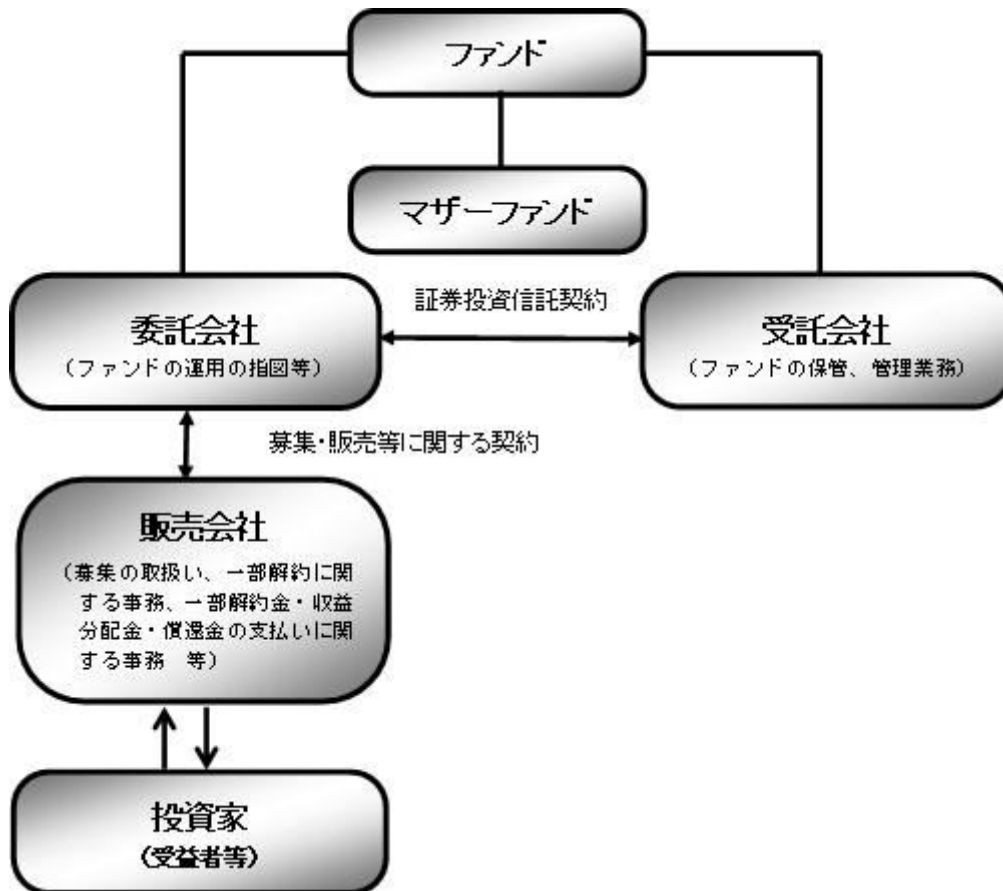 ファンド
マザーファンド
証券投資信託契約
委託会社
（ファンドの運用の指図等）
受託会社
（ファンドの保管、管理業務）
募集・販売等に関する契約
販売会社
（募集の取扱い、一部解約に関
する事務、一部解約金・収益
分配金・償還金の支払いに関
する事務　等）
投資家
（受益者等）